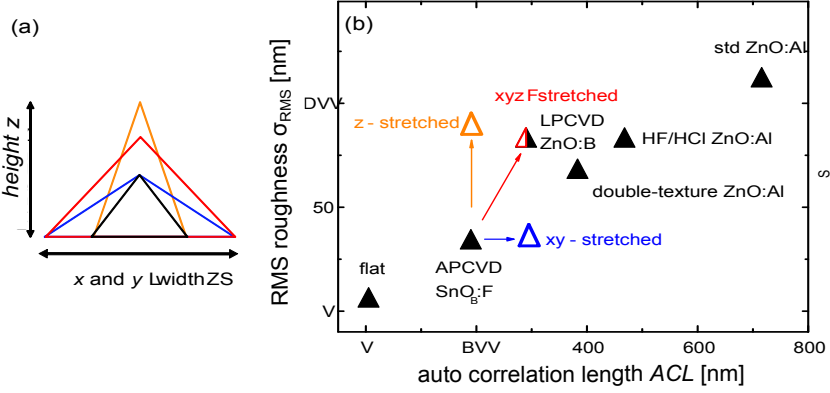 (a)
height z
x and y LwidthZS
(b)
RMS roughness σRMS [nm]
DVV
50
V
V
BVV
400
600
800
auto correlation length ACL [nm]
std ZnO:Al
xyz Fstretched
z - stretched
LPCVD
ZnO:B
HF/HCl ZnO:Al
double-texture ZnO:Al
xy - stretched
flat
APCVD
SnOB:F
s